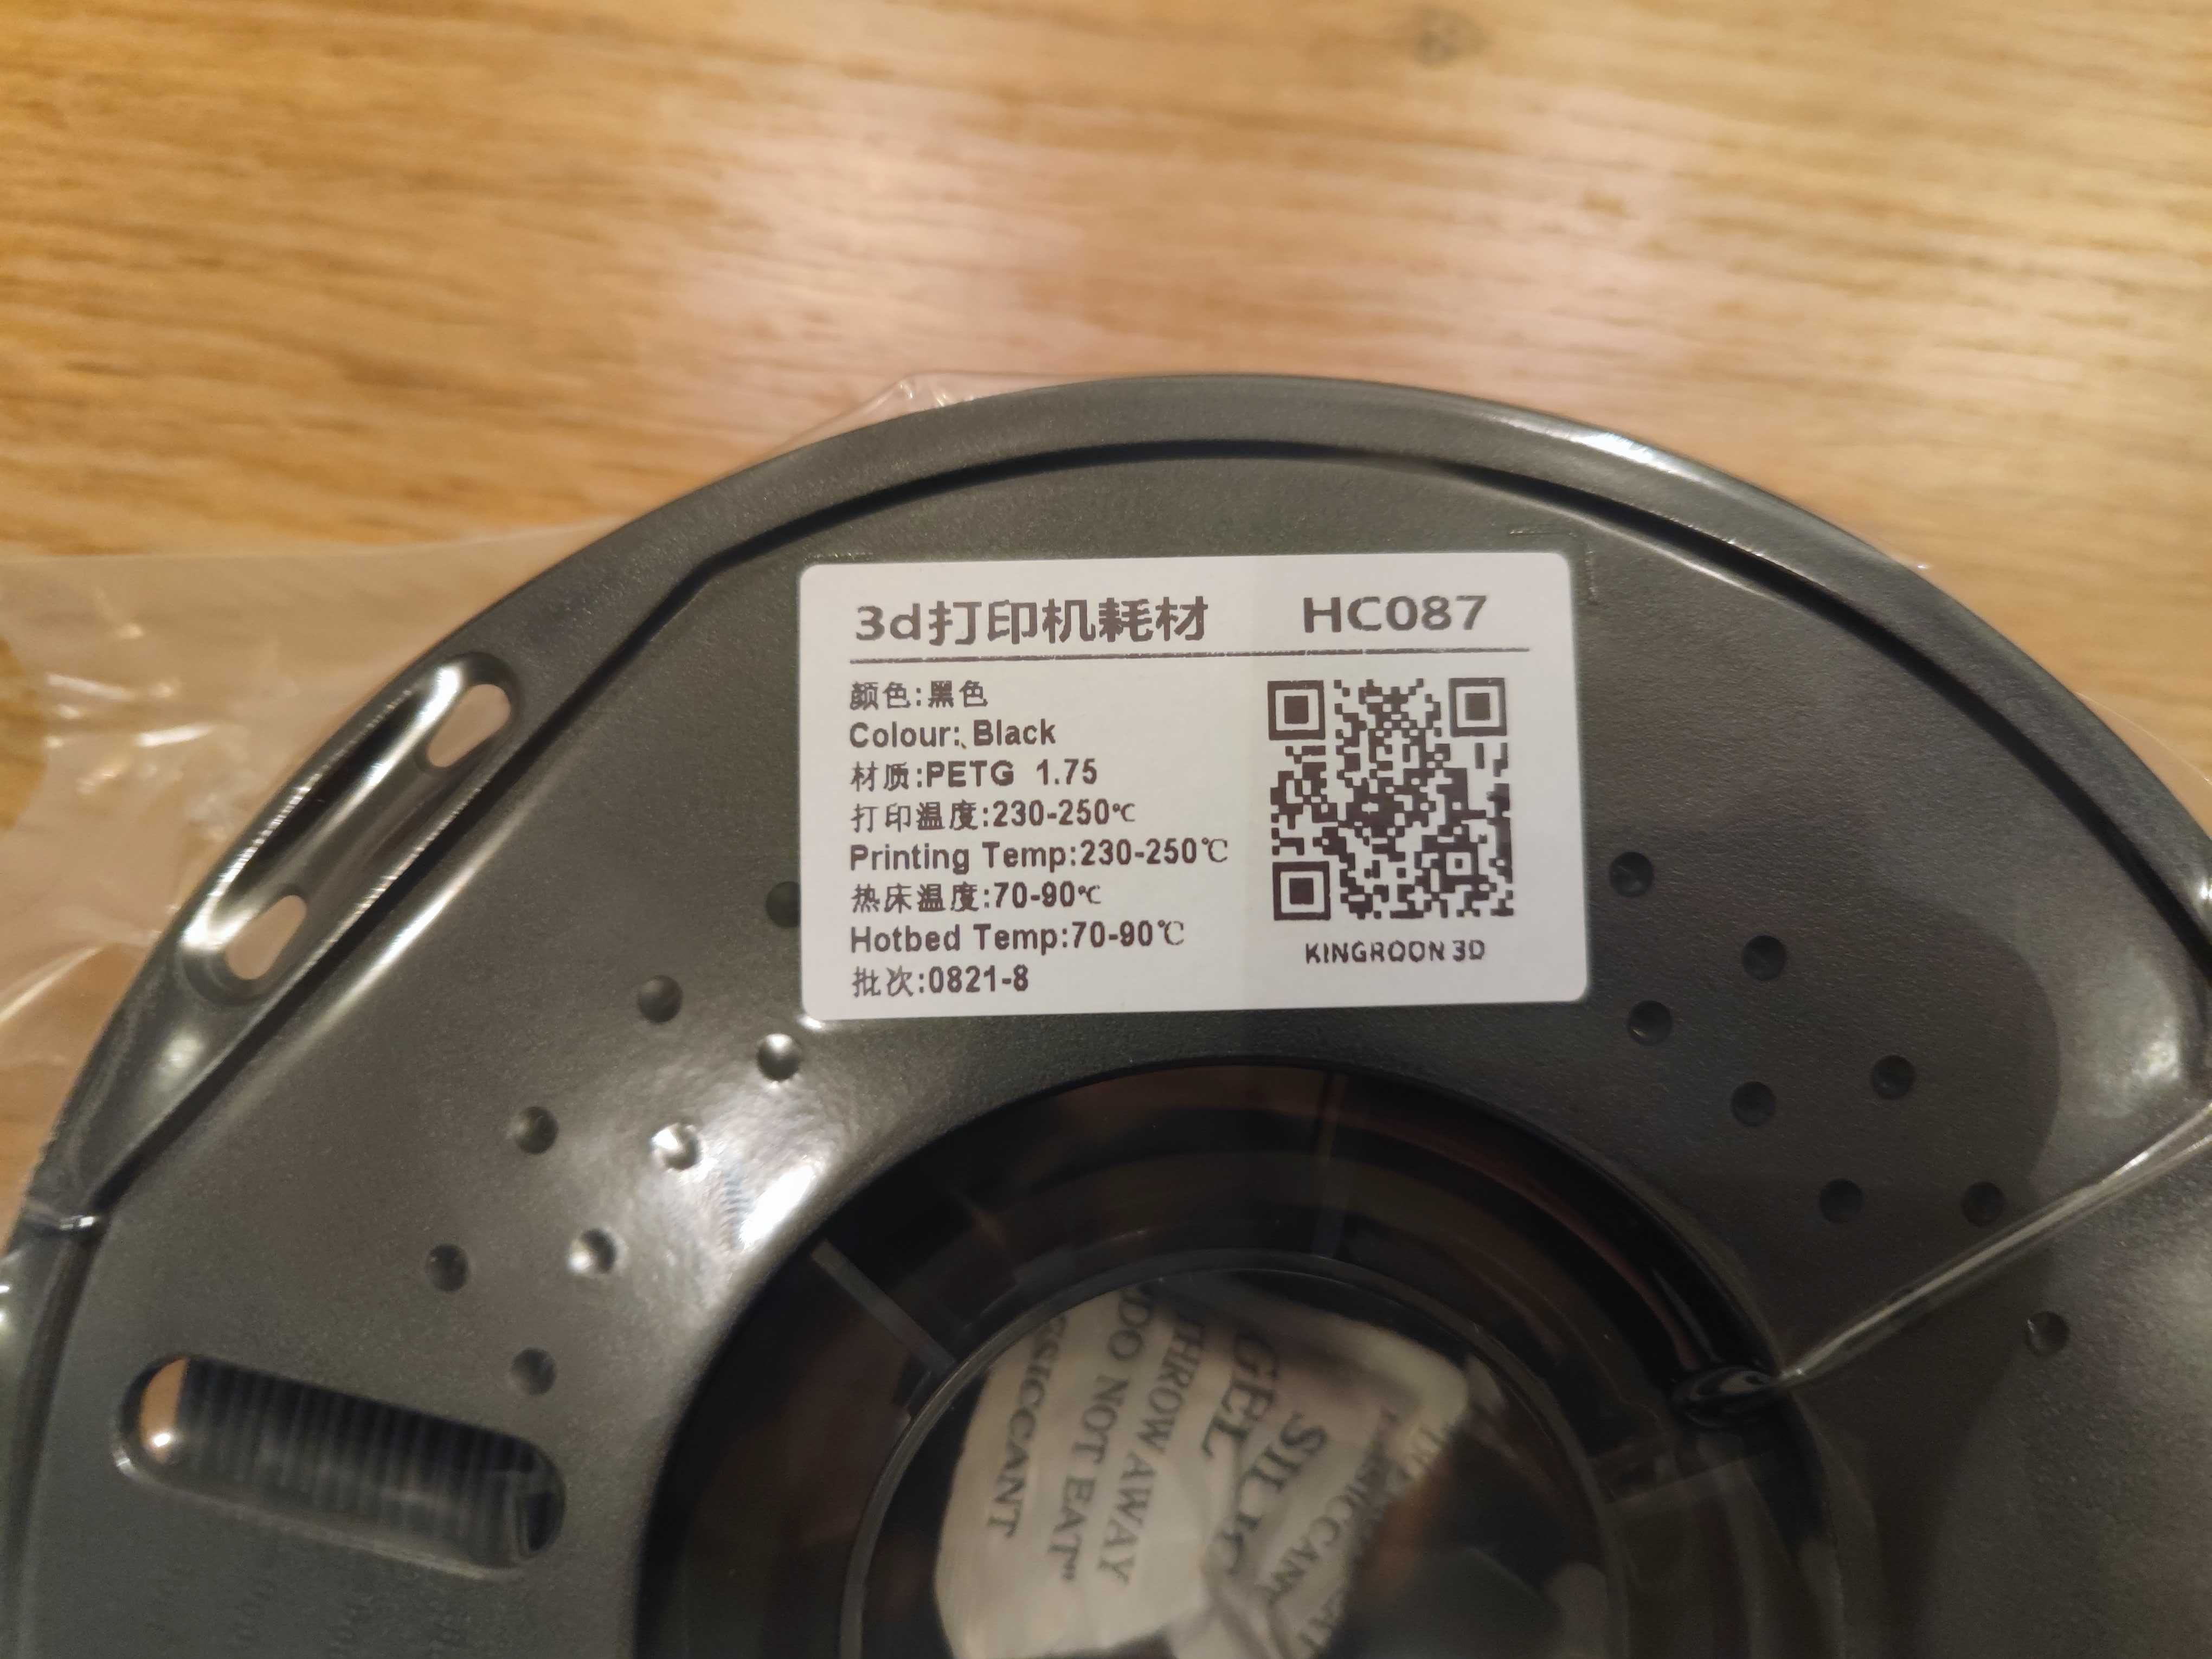 3d打印机耗材 HC087
颜色:黑色
Colour:、Black
材质:PETG 1.75
打印温度:230-250℃
Printing Temp:230-250℃
热床温度:70-90℃
Hotbed Temp:70-90℃
批次:0821-8
KINGROON 3D
GEL
THROW AWAY
DO NOT EAT"